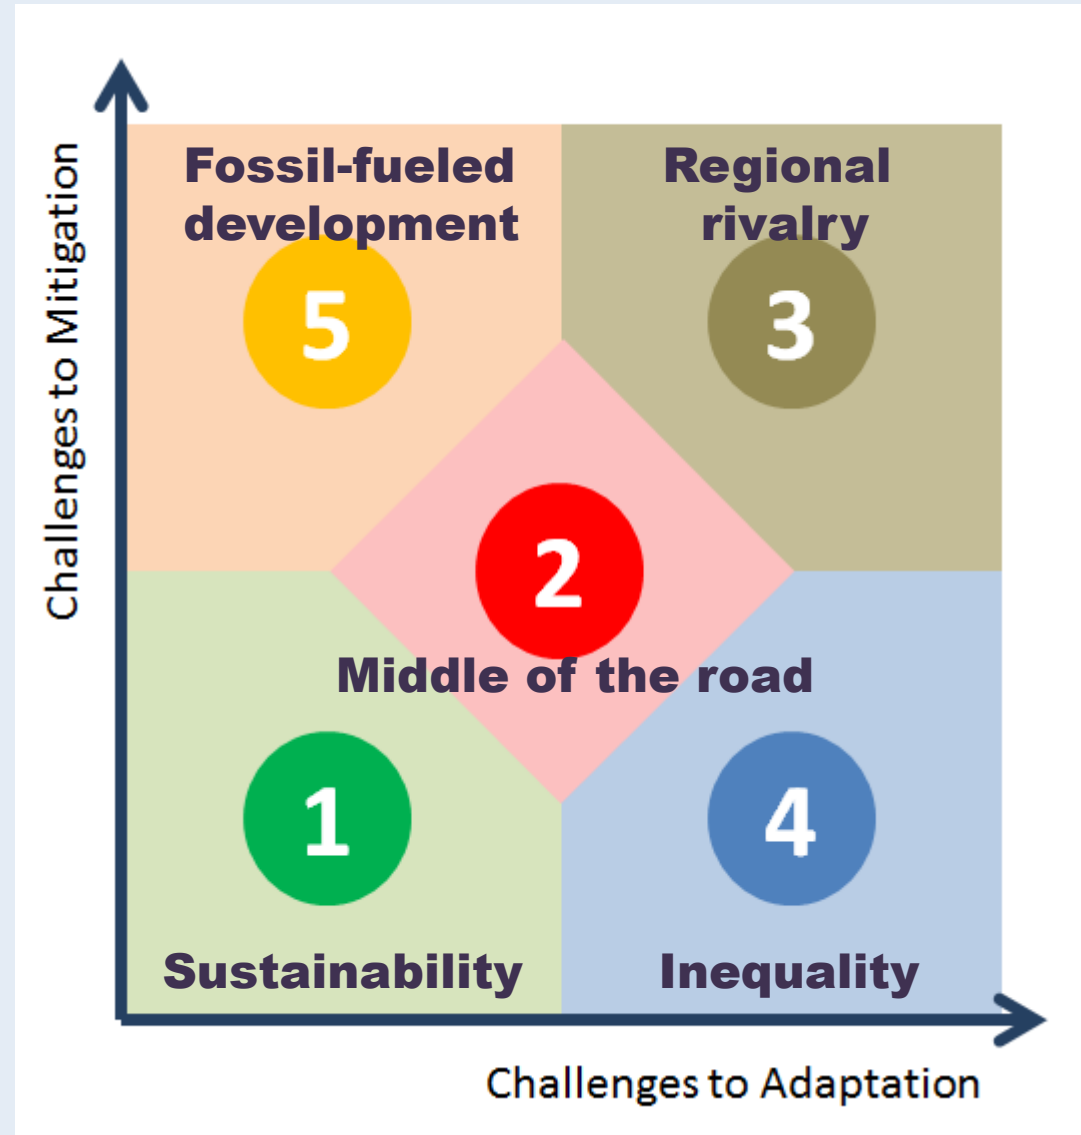 Challenges to Mitigation
Fossil-fueled
development
5
Regional
rivalry
3
2
Middle of the road
1
Sustainability
4
Inequality
Challenges to Adaptation